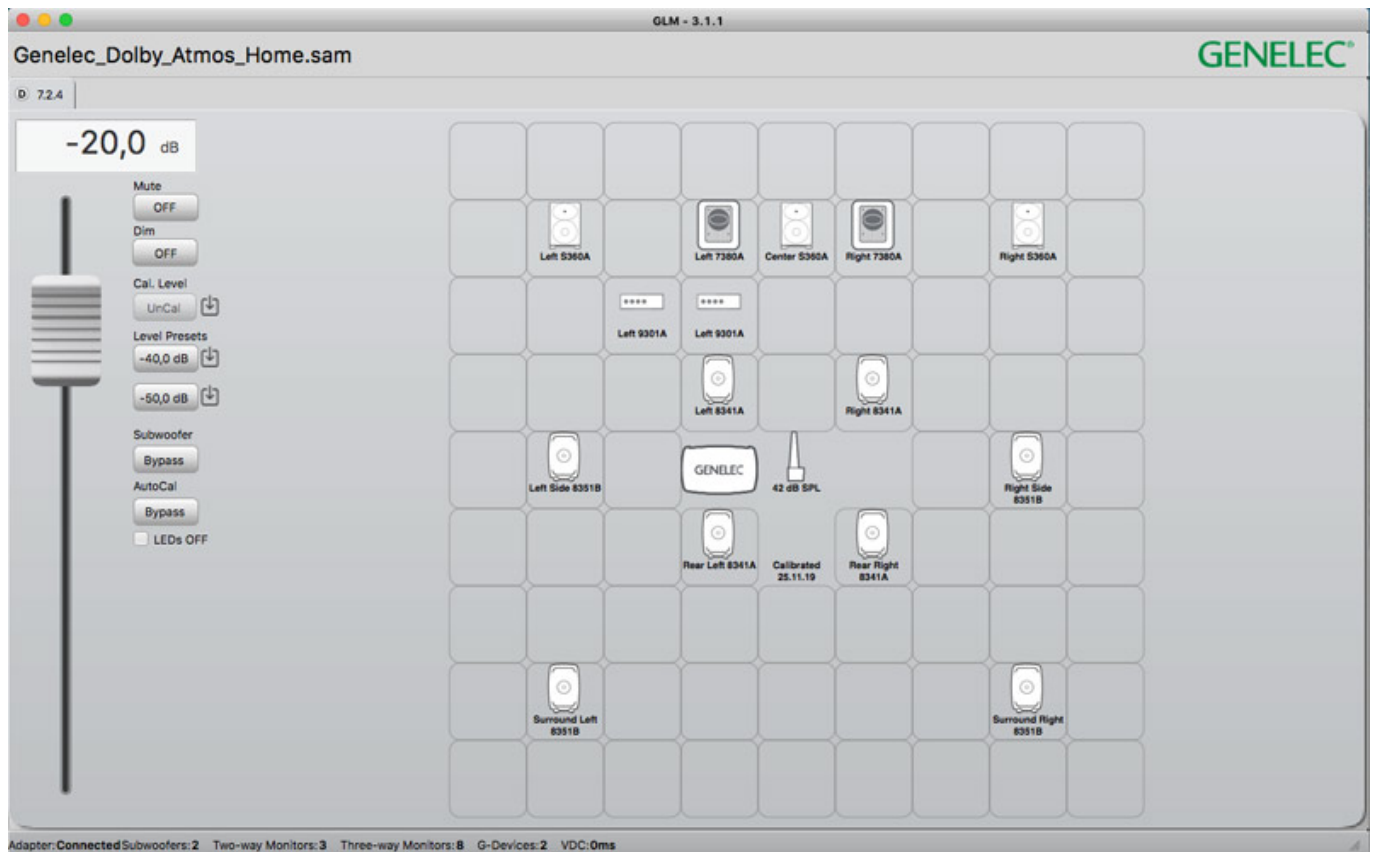 GLM - 3.1.1
Genelec_Dolby_Atmos_Home.sam
GENELEC®
D 7.2.4
-20,0 dB
Mute
OFF
Dim
OFF
Cal. Level
UnCal
Level Presets
-40,0 dB
-50,0 dB
Subwoofer
Bypass
AutoCal
Bypass
LEDs OFF
Left S360A
Left 7380A
Center S360A
Right 7380A
Right S360A
Left 9301A
Left 9301A
Left 8341A
Right 8341A
Left Side 8351B
GENELEC
42 dB SPL
Right Side
8351B
Rear Left 8341A
Calibrated
25.11.19
Rear Right
8341A
Surround Left
8351B
Surround Right
8351B
Adapter:Connected Subwoofers:2 Two-way Monitors:3 Three-way Monitors:8 G-Devices:2 VDC:0ms